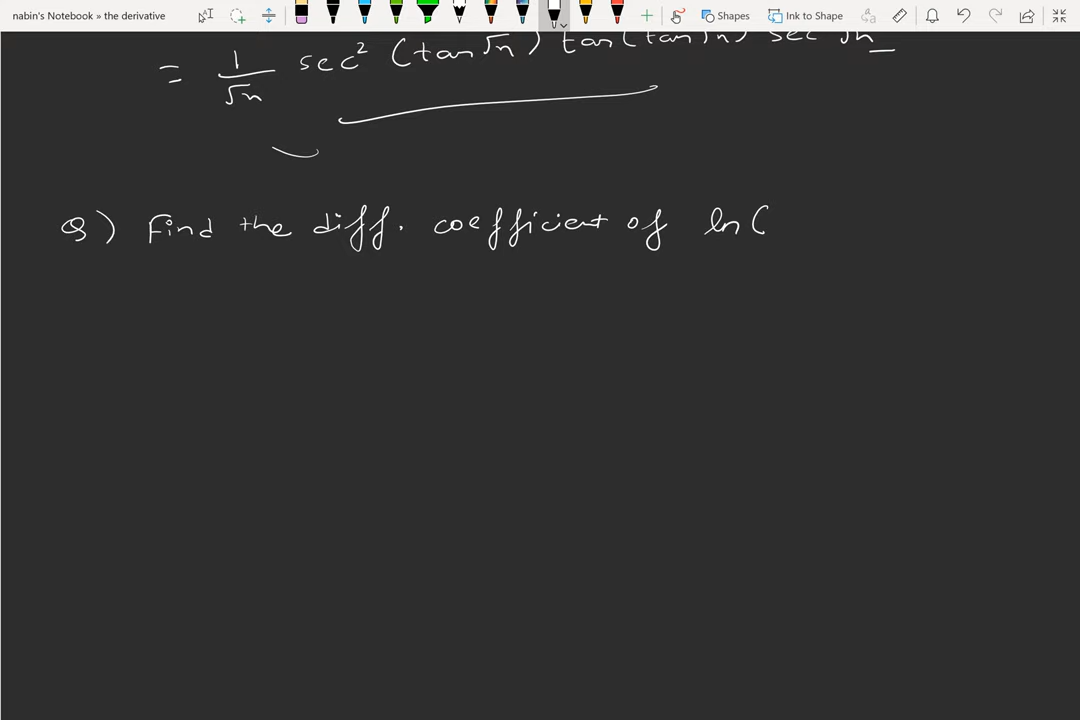 nabin's Notebook » the derivative
Shapes
Ink to Shape
= 1/√x sec² (tan√x) tan(tan√x) sec²√x
Q) Find the diff. coefficient of ln(